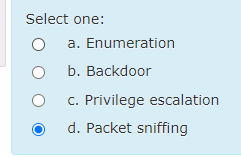 Select one:
a. Enumeration
b. Backdoor
c. Privilege escalation
d. Packet sniffing